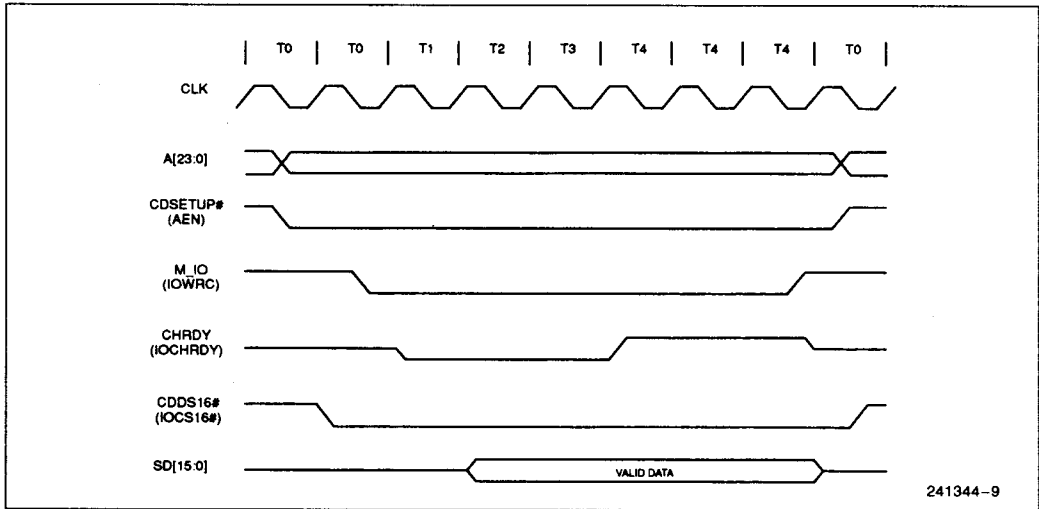 T0 T0 T1 T2 T3 T4 T4 T4 T0
CLK
A[23:0]
CDSETUP#
(AEN)
M_IO
(IOWRC)
CHRDY
(IOCHRDY)
CDDS16#
(IOCS16#)
SD[15:0]
VALID DATA
241344-9